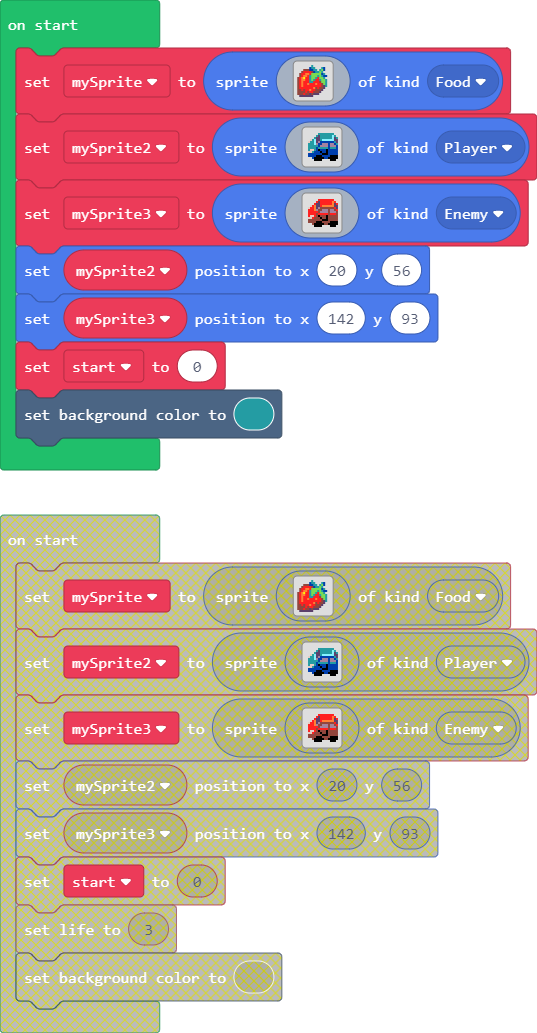 on start
set mySprite to sprite of kind Food
set mySprite2 to sprite of kind Player
set mySprite3 to sprite of kind Enemy
set mySprite2 position to x 20 y 56
set mySprite3 position to x 142 y 93
set start to 0
set background color to
on start
set mySprite to sprite of kind Food
set mySprite2 to sprite of kind Player
set mySprite3 to sprite of kind Enemy
set mySprite2 position to x 20 y 56
set mySprite3 position to x 142 y 93
set start to 0
set life to 3
set background color to